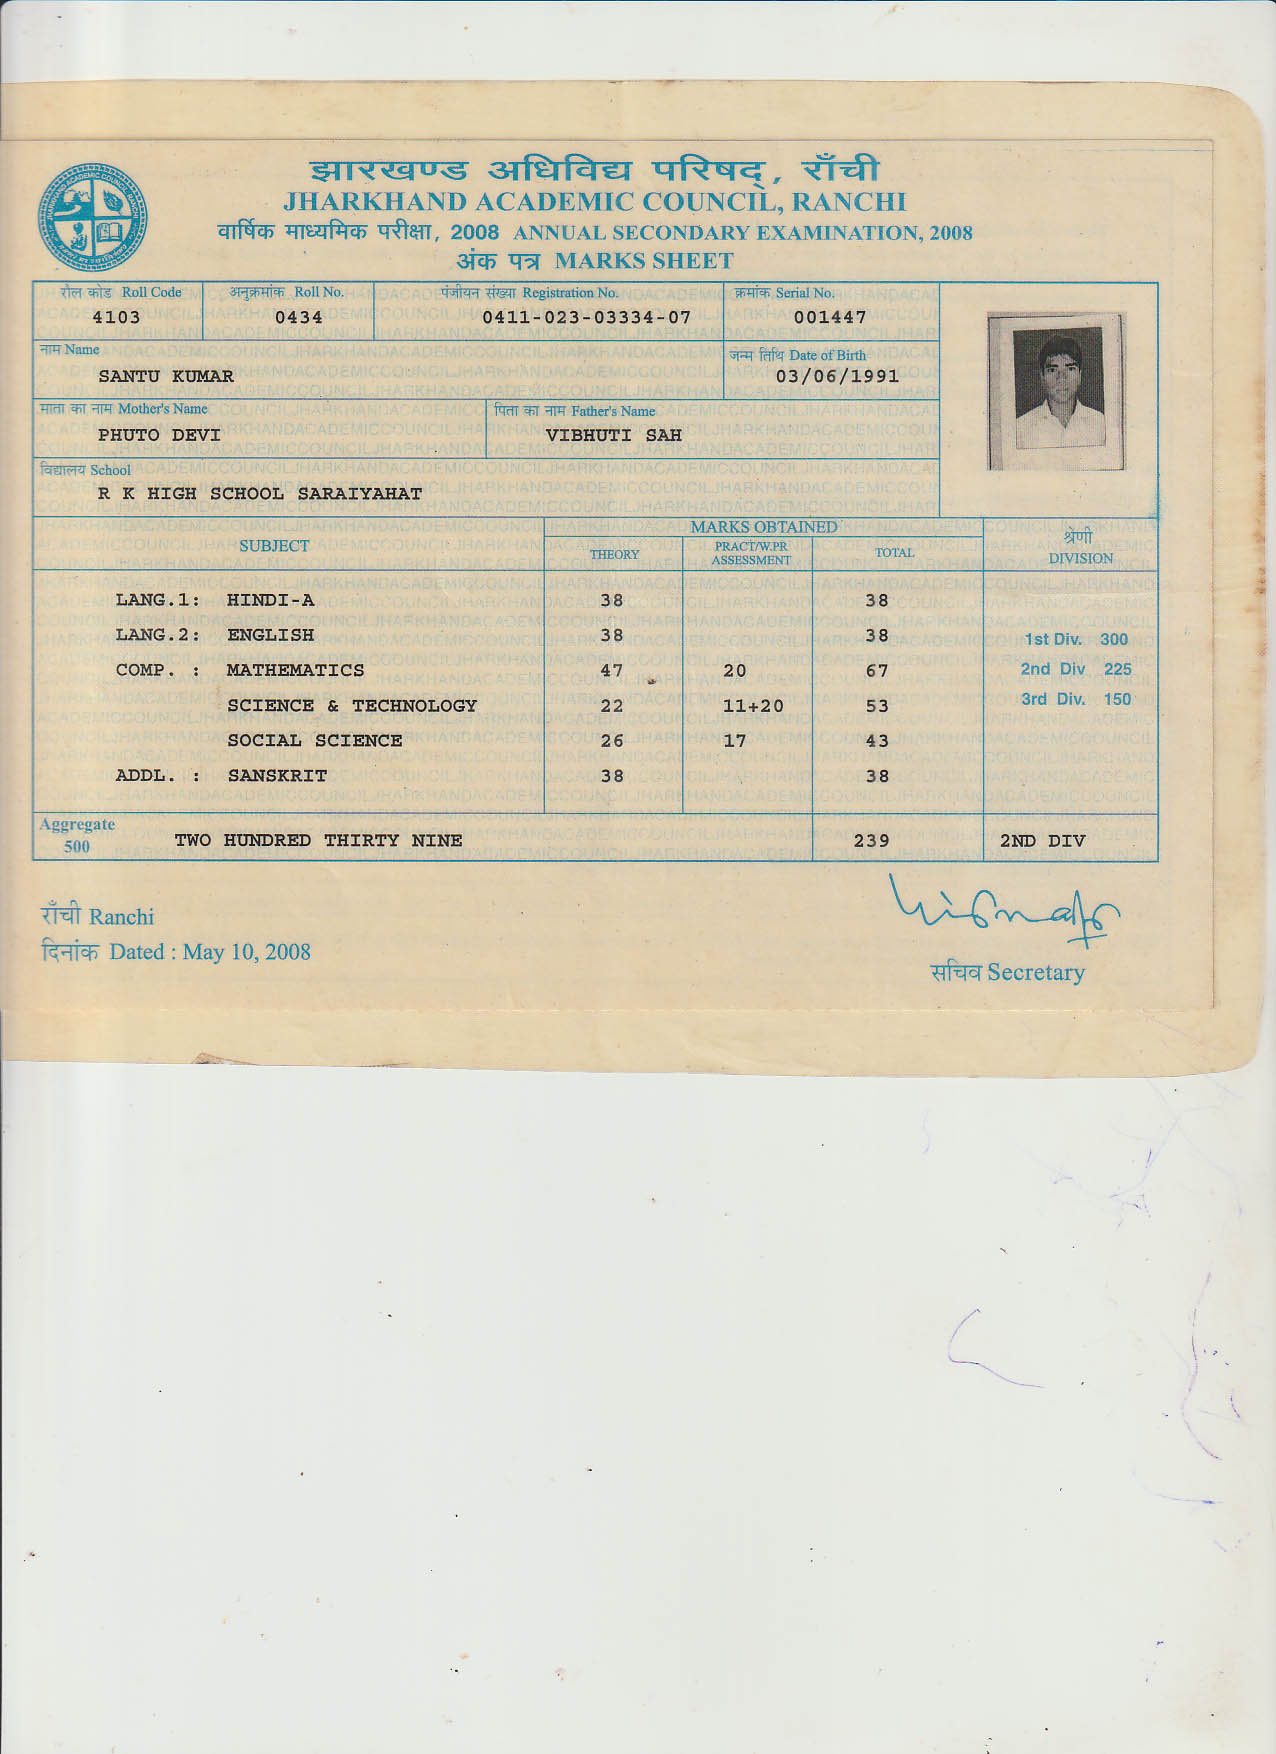 झारखण्ड अधिविद्य परिषद्, राँची
JHARKHAND ACADEMIC COUNCIL, RANCHI
वार्षिक माध्यमिक परीक्षा, 2008 ANNUAL SECONDARY EXAMINATION, 2008
अंक पत्र MARKS SHEET
रौल कोड Roll Code अनुक्रमांक Roll No. पंजीयन संख्या Registration No. क्रमांक Serial No.
4103 0434 0411-023-03334-07 001447
नाम Name जन्म तिथि Date of Birth
SANTU KUMAR 03/06/1991
माता का नाम Mother's Name पिता का नाम Father's Name
PHUTO DEVI VIBHUTI SAH
विद्यालय School
R K HIGH SCHOOL SARAIYAHAT
SUBJECT MARKS OBTAINED श्रेणी DIVISION
THEORY PRACT/W.PR ASSESSMENT TOTAL
LANG.1: HINDI-A 38 38
LANG.2: ENGLISH 38 38 1st Div. 300
COMP. : MATHEMATICS 47 20 67 2nd Div 225
SCIENCE & TECHNOLOGY 22 11+20 53 3rd Div. 150
SOCIAL SCIENCE 26 17 43
ADDL. : SANSKRIT 38 38
Aggregate 500 TWO HUNDRED THIRTY NINE 239 2ND DIV
राँची Ranchi
दिनांक Dated : May 10, 2008
सचिव Secretary